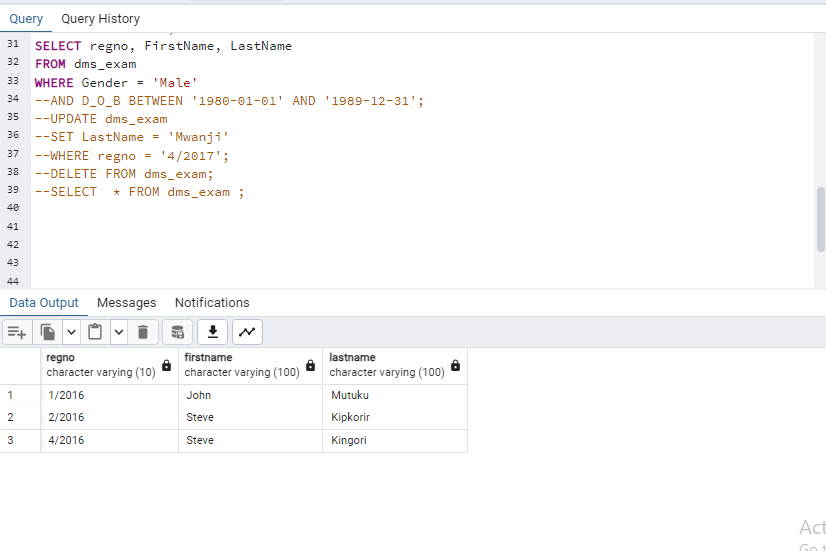 Query Query History
31 SELECT regno, FirstName, LastName
32 FROM dms_exam
33 WHERE Gender = 'Male'
34 --AND D_O_B BETWEEN '1980-01-01' AND '1989-12-31';
35 --UPDATE dms_exam
36 --SET LastName = 'Mwanji'
37 --WHERE regno = '4/2017';
38 --DELETE FROM dms_exam;
39 --SELECT  * FROM dms_exam ;
40
41
42
43
44
Data Output Messages Notifications
regno firstname lastname
character varying (10) character varying (100) character varying (100)
1 1/2016 John Mutuku
2 2/2016 Steve Kipkorir
3 4/2016 Steve Kingori
Act